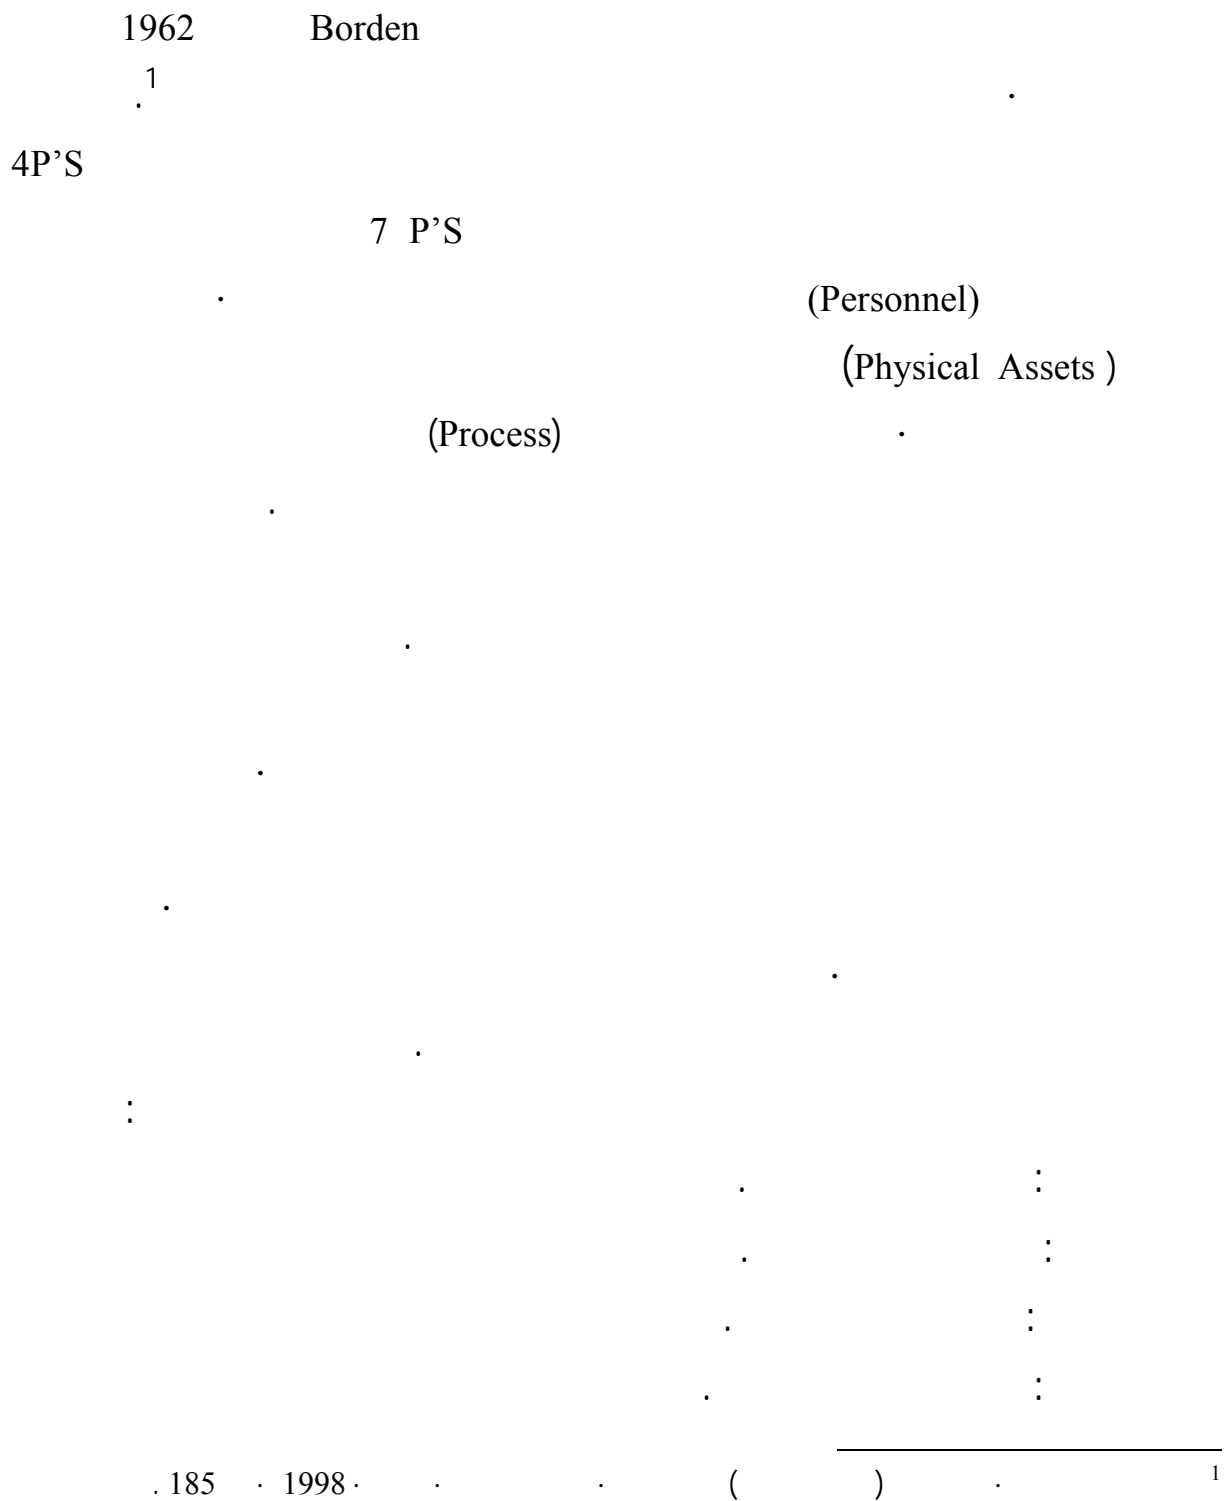 1962 Borden
.1 .
4P'S
7 P'S
. (Personnel)
(Physical Assets )
(Process) .
.
.
.
.
.
.
:
. :
. :
. :
. :
. 185 . 1998 . . . ( ) . 1